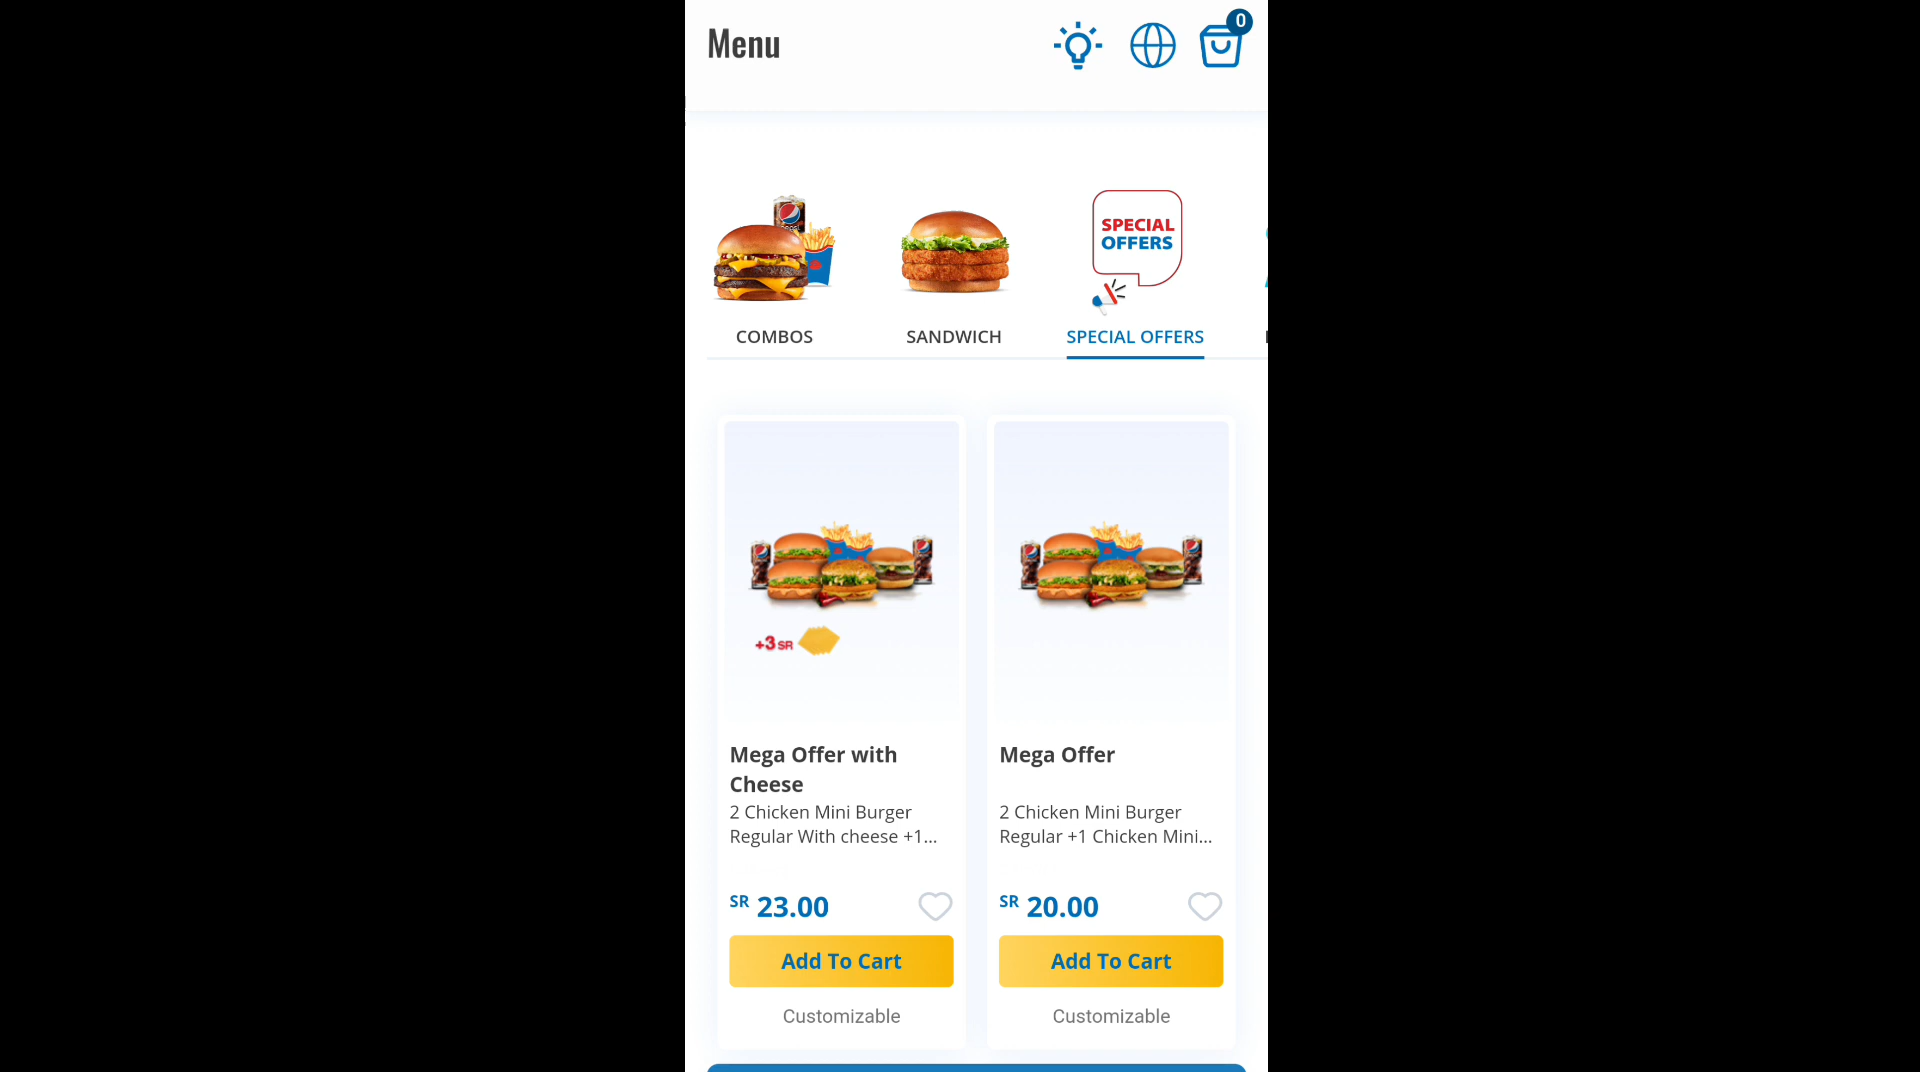 Menu
0
SPECIAL
OFFERS
COMBOS
SANDWICH
SPECIAL OFFERS
+3 SR
Mega Offer with
Cheese
2 Chicken Mini Burger
Regular With cheese +1...
SR 23.00
Add To Cart
Customizable
Mega Offer
2 Chicken Mini Burger
Regular +1 Chicken Mini...
SR 20.00
Add To Cart
Customizable